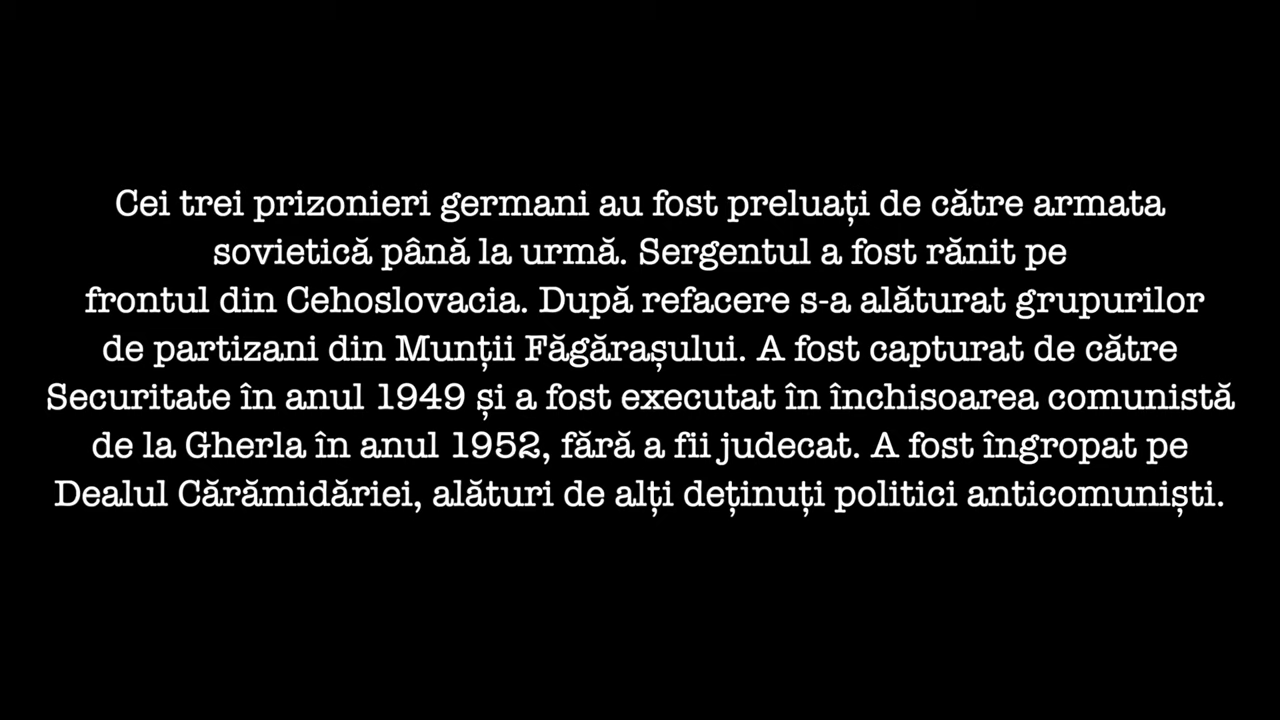 Cei trei prizonieri germani au fost preluați de către armata
sovietică până la urmă. Sergentul a fost rănit pe
frontul din Cehoslovacia. După refacere s-a alăturat grupurilor
de partizani din Munții Făgărașului. A fost capturat de către
Securitate în anul 1949 și a fost executat în închisoarea comunistă
de la Gherla în anul 1952, fără a fii judecat. A fost îngropat pe
Dealul Cărămidăriei, alături de alți deținuți politici anticomuniști.